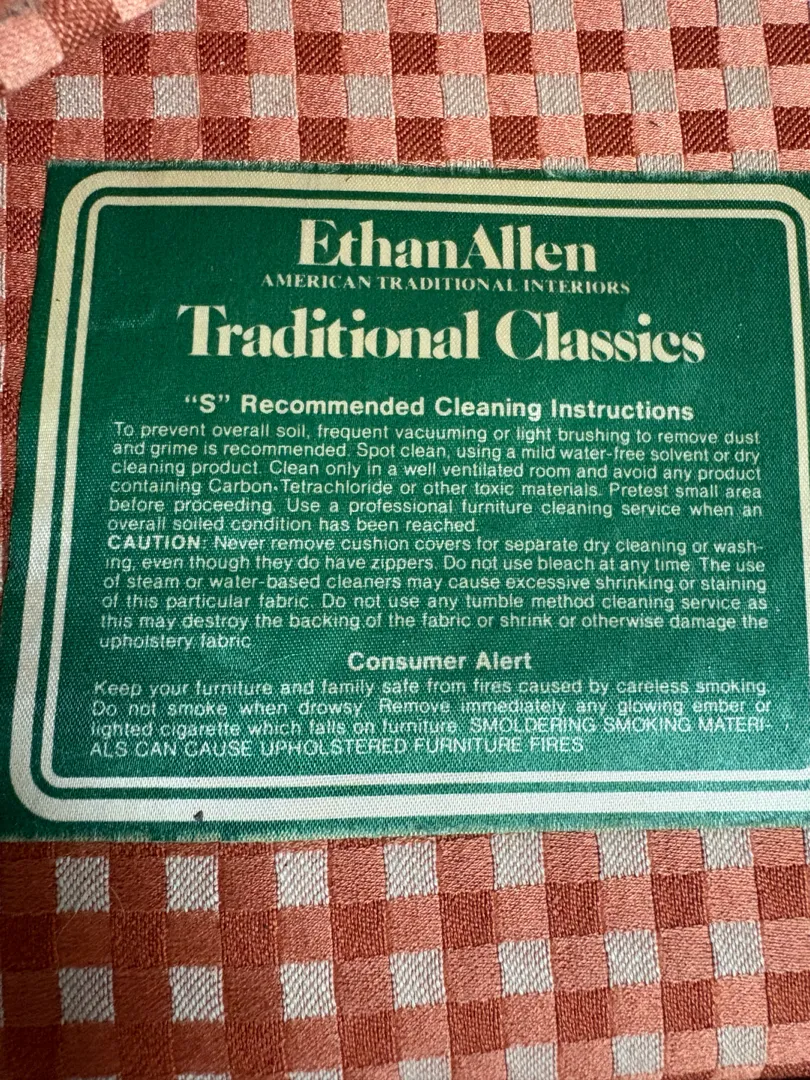 Ethan Allen
AMERICAN TRADITIONAL INTERIORS
Traditional Classics
“S” Recommended Cleaning Instructions
To prevent overall soil, frequent vacuuming or light brushing to remove dust
and grime is recommended. Spot clean, using a mild water-free solvent or dry
cleaning product. Clean only in a well ventilated room and avoid any product
containing Carbon-Tetrachloride or other toxic materials. Pretest small area
before proceeding. Use a professional furniture cleaning service when an
overall soiled condition has been reached.
CAUTION: Never remove cushion covers for separate dry cleaning or wash-
ing, even though they do have zippers. Do not use bleach at any time. The use
of steam or water-based cleaners may cause excessive shrinking or staining
of this particular fabric. Do not use any tumble method cleaning service as
this may destroy the backing of the fabric or shrink or otherwise damage the
upholstery fabric.
Consumer Alert
Keep your furniture and family safe from fires caused by careless smoking.
Do not smoke when drowsy. Remove immediately any glowing ember or
lighted cigarette which falls on furniture. SMOLDERING SMOKING MATERI-
ALS CAN CAUSE UPHOLSTERED FURNITURE FIRES